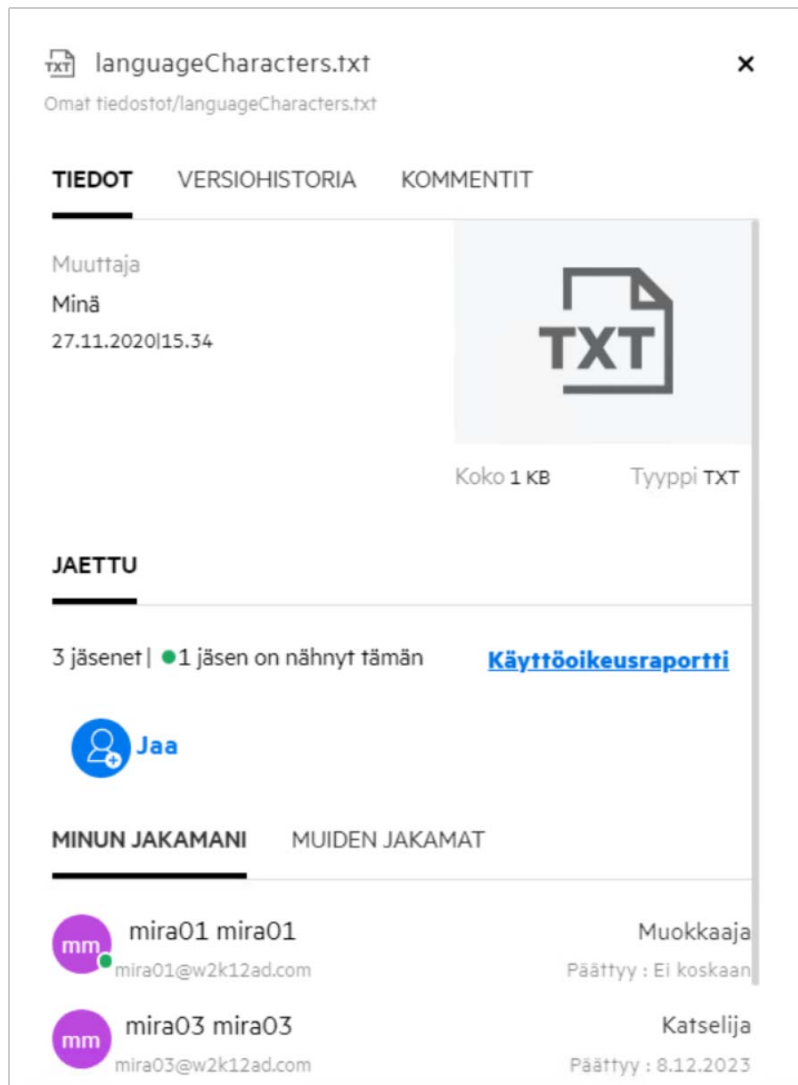 TXT languageCharacters.txt
Omat tiedostot/languageCharacters.txt
TIEDOT VERSIOHISTORIA KOMMENTIT
Muuttaja
Minä
27.11.2020|15.34
TXT
Koko 1 KB Tyyppi TXT
JAETTU
3 jäsenet| 1 jäsen on nähnyt tämän Käyttöoikeusraportti
Jaa
MINUN JAKAMANI MUIDEN JAKAMAT
mm mira01 mira01 Muokkaaja
mira01@w2k12ad.com Päättyy : Ei koskaan
mm mira03 mira03 Katselija
mira03@w2k12ad.com Päättyy : 8.12.2023